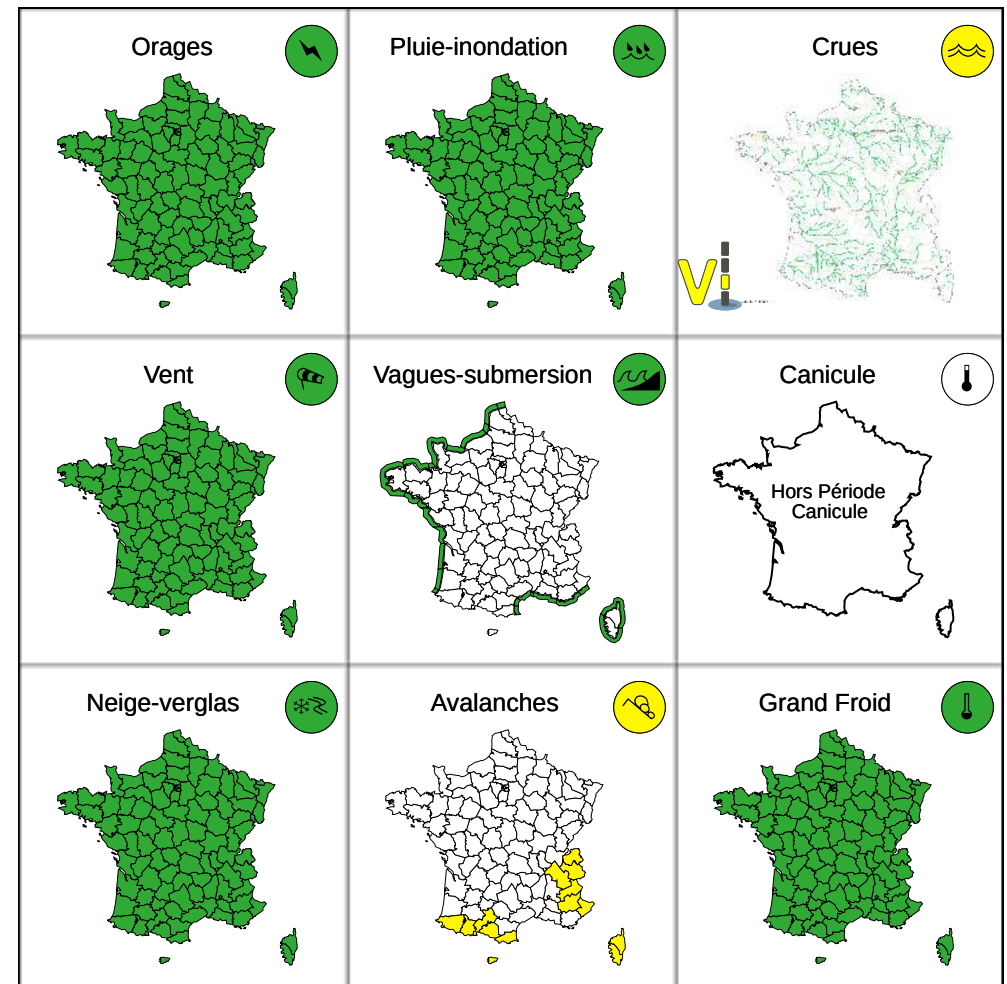 Orages
Pluie-inondation
Crues
V
Vent
Vagues-submersion
Canicule
Hors Période
Canicule
Neige-verglas
Avalanches
Grand Froid